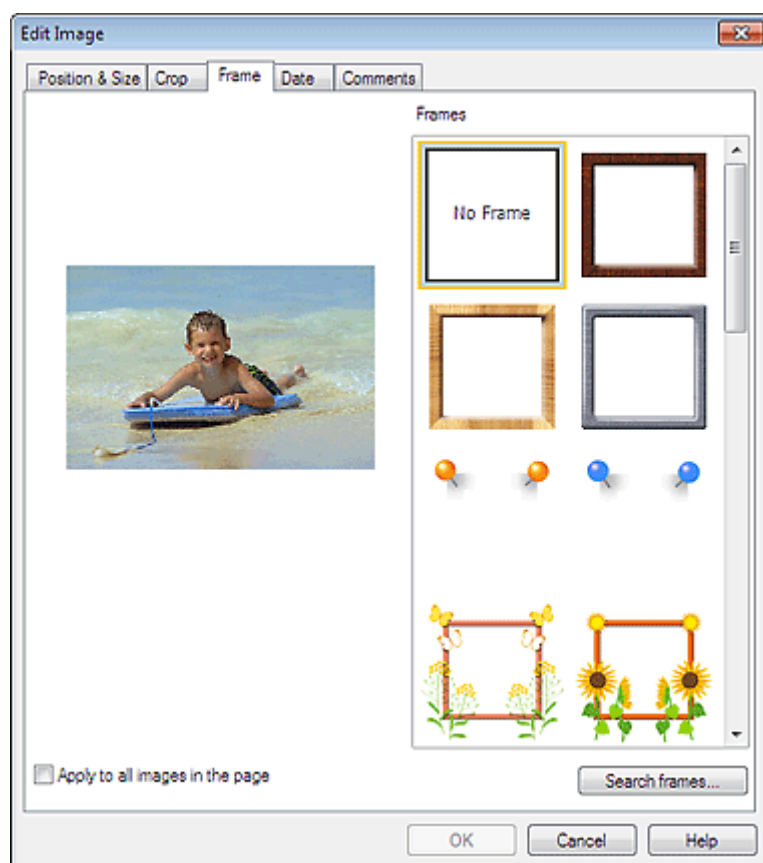 Edit Image
Position & Size Crop Frame Date Comments
Frames
No Frame
Apply to all images in the page
Search frames...
OK Cancel Help